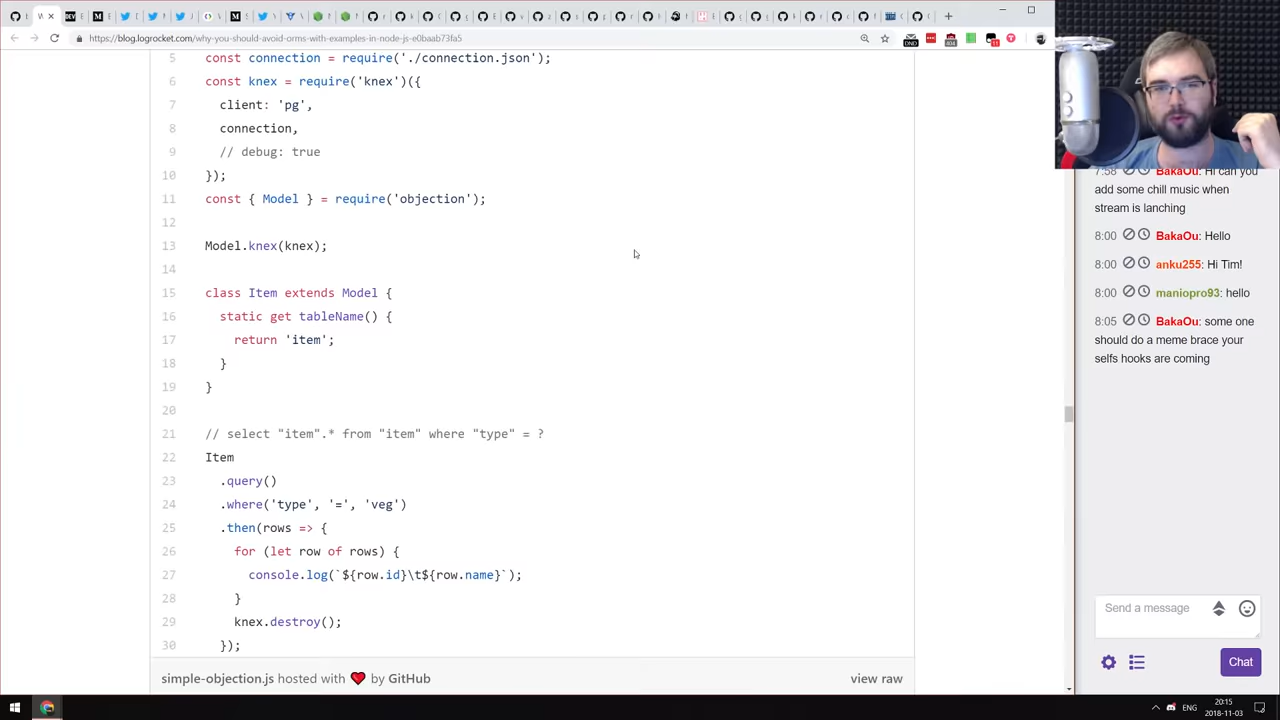 https://blog.logrocket.com/why-you-should-avoid-orms-with-examples-in-node-js-e0baab73fa5
5 const connection = require('./connection.json');
6 const knex = require('knex')({
7 client: 'pg',
8 connection,
9 // debug: true
10 });
11 const { Model } = require('objection');
12
13 Model.knex(knex);
14
15 class Item extends Model {
16 static get tableName() {
17 return 'item';
18 }
19 }
20
21 // select "item".* from "item" where "type" = ?
22 Item
23 .query()
24 .where('type', '=', 'veg')
25 .then(rows => {
26 for (let row of rows) {
27 console.log(`${row.id}\t${row.name}`);
28 }
29 knex.destroy();
30 });
simple-objection.js hosted with ❤ by GitHub
view raw
7:58 BakaOu: Hi can you
add some chill music when
stream is lanching
8:00 BakaOu: Hello
8:00 anku255: Hi Tim!
8:00 maniopro93: hello
8:05 BakaOu: some one
should do a meme brace your
selfs hooks are coming
Send a message
Chat
ENG
20:15
2018-11-03